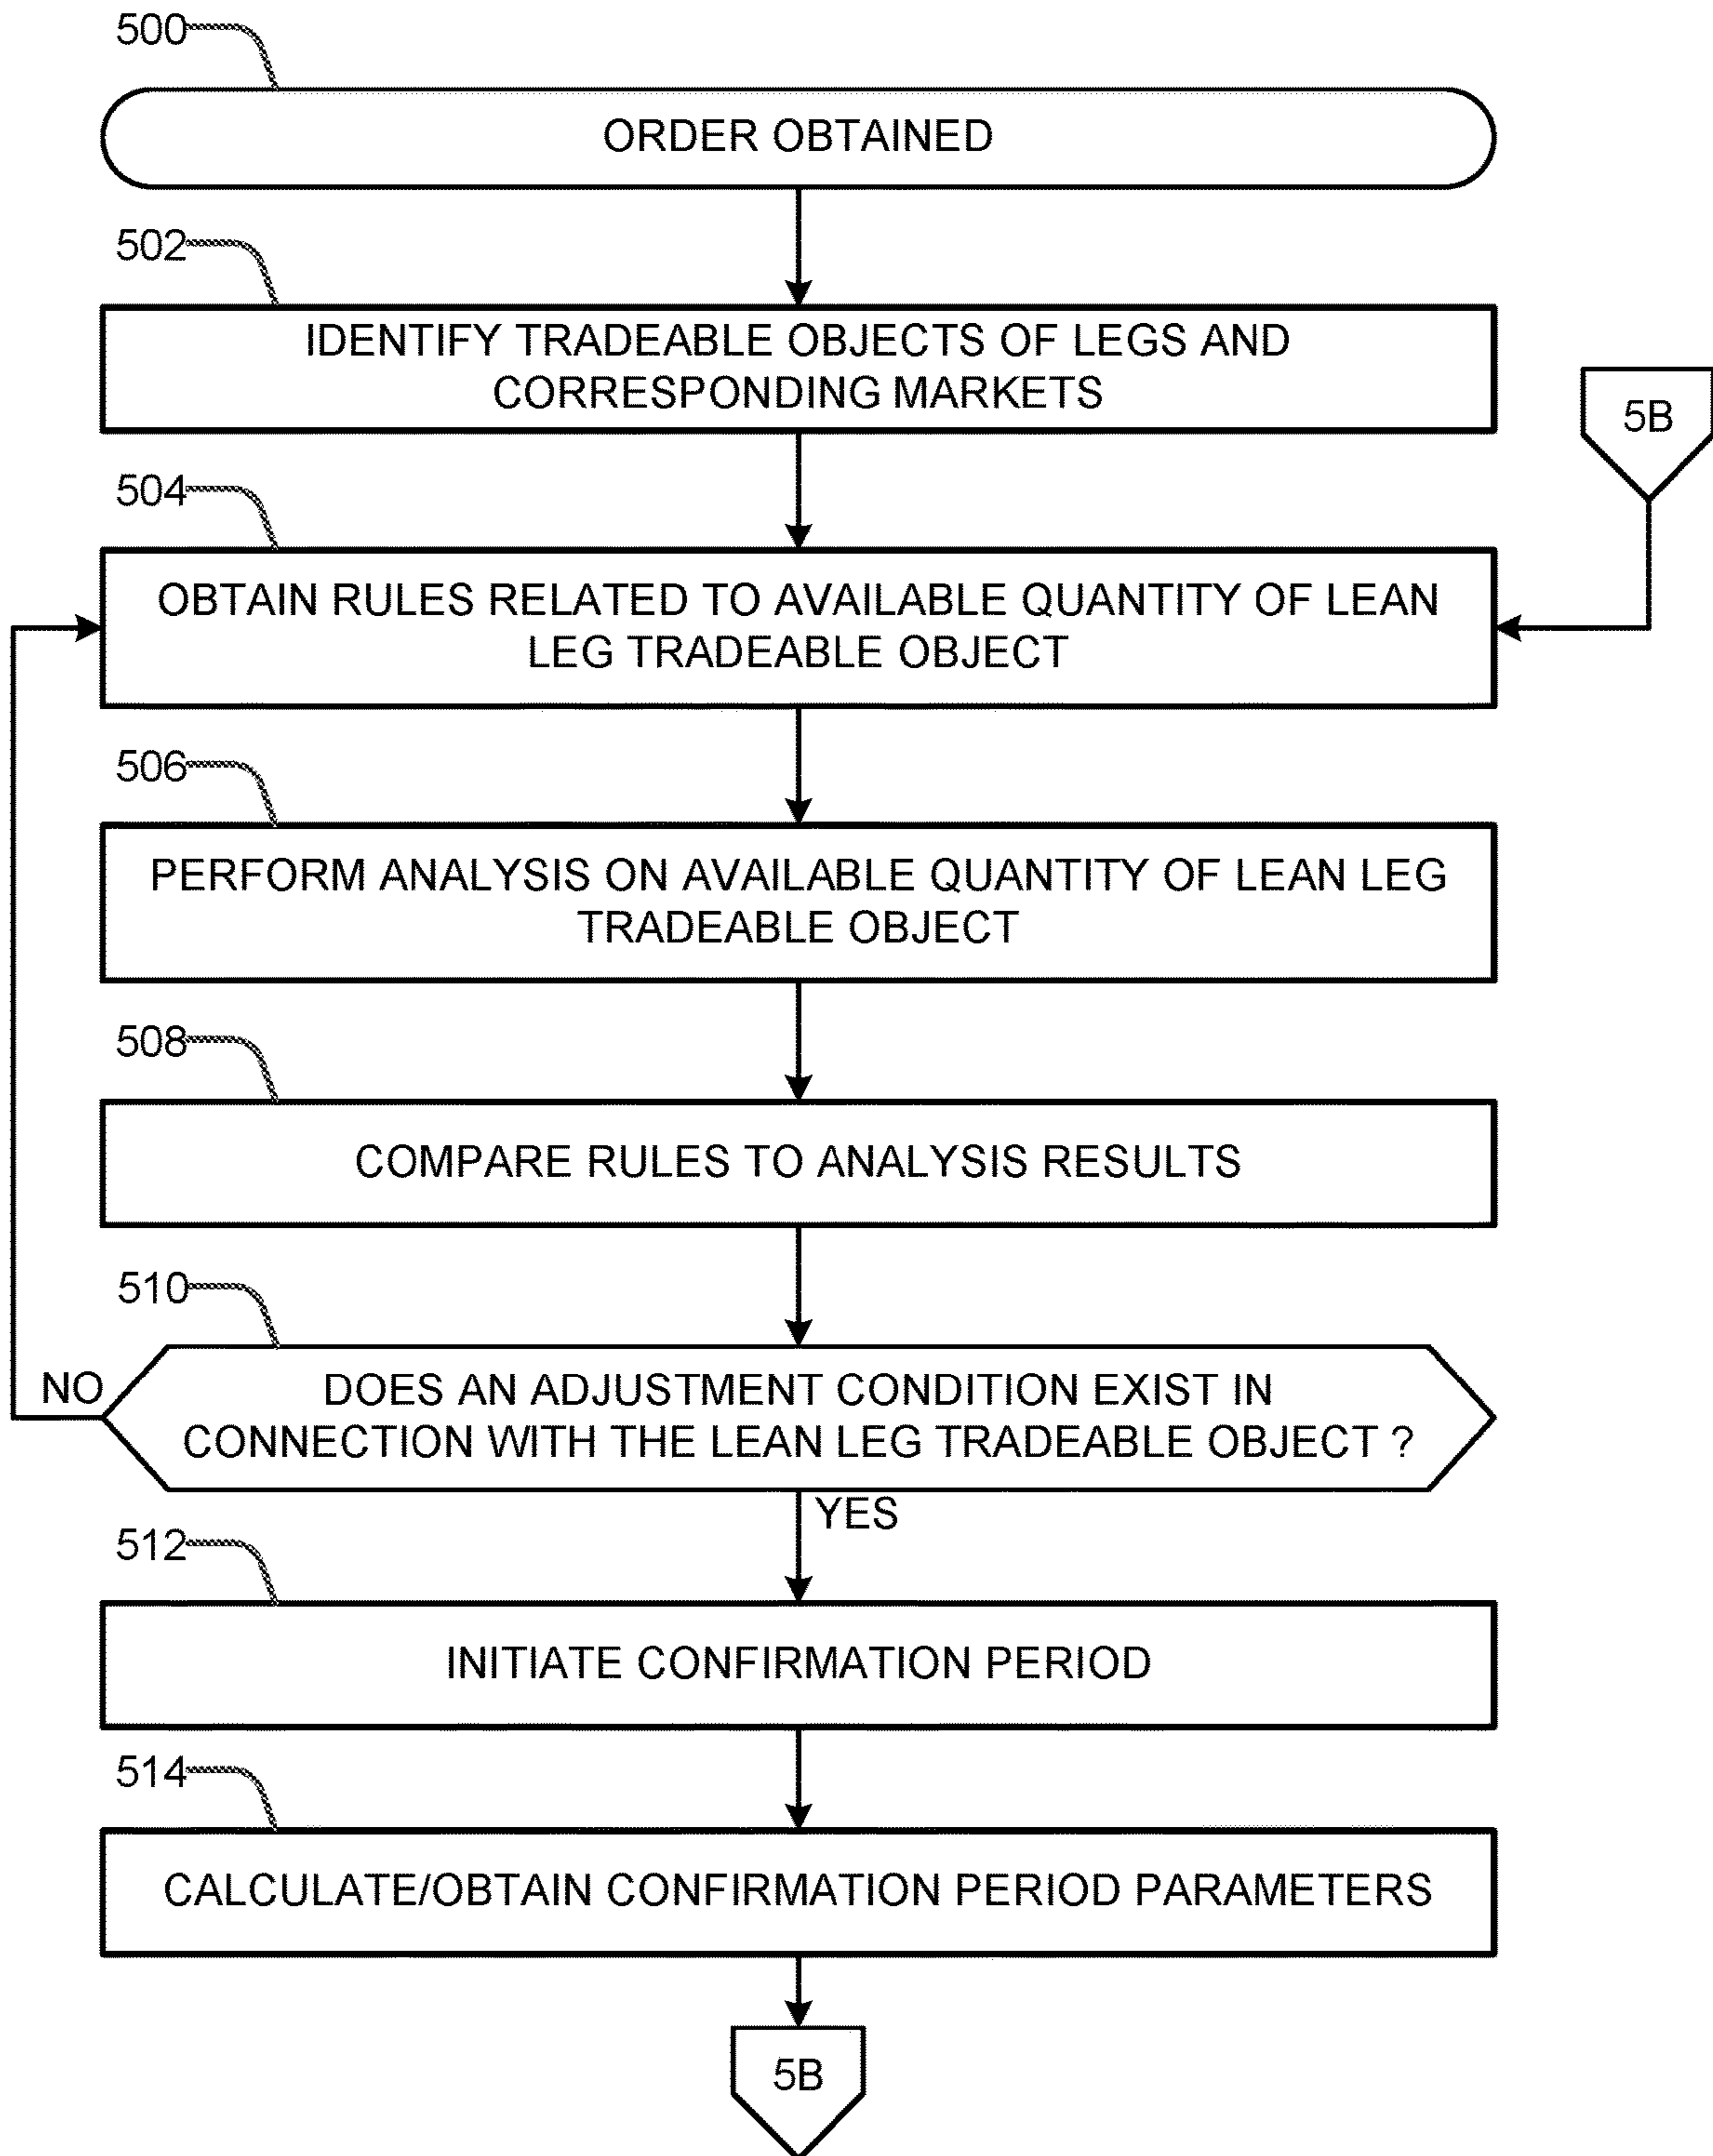 500
ORDER OBTAINED
502
IDENTIFY TRADEABLE OBJECTS OF LEGS AND
CORRESPONDING MARKETS
5B
504
OBTAIN RULES RELATED TO AVAILABLE QUANTITY OF LEAN
LEG TRADEABLE OBJECT
506
PERFORM ANALYSIS ON AVAILABLE QUANTITY OF LEAN LEG
TRADEABLE OBJECT
508
COMPARE RULES TO ANALYSIS RESULTS
510
NO
DOES AN ADJUSTMENT CONDITION EXIST IN
CONNECTION WITH THE LEAN LEG TRADEABLE OBJECT ?
YES
512
INITIATE CONFIRMATION PERIOD
514
CALCULATE/OBTAIN CONFIRMATION PERIOD PARAMETERS
5B